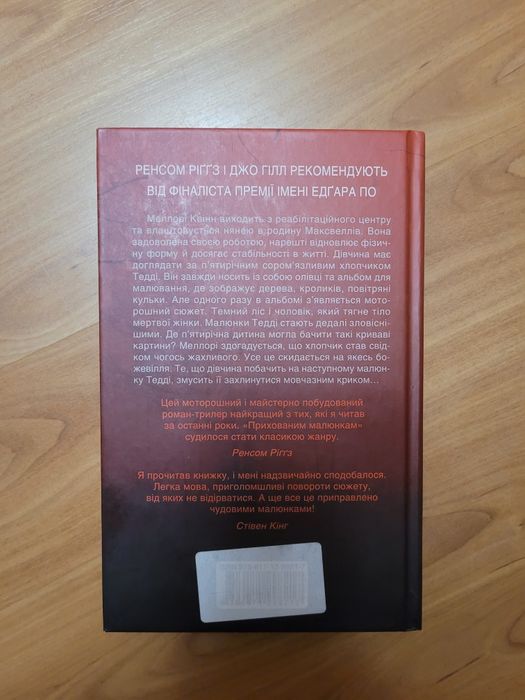 РЕНСОМ РІҐҐЗ І ДЖО ГІЛЛ РЕКОМЕНДУЮТЬ
ВІД ФІНАЛІСТА ПРЕМІЇ ІМЕНІ ЕДҐАРА ПО
Меллорі Квінн виходить з реабілітаційного центру
та влаштовується нянею в родину Максвеллів. Вона
задоволена своєю роботою, нарешті відновлює фізич-
ну форму й досягає стабільності в житті. Дівчина має
доглядати за п'ятирічним сором'язливим хлопчиком
Тедді. Він завжди носить із собою олівці та альбом для
малювання, де зображує дерева, кроликів, повітряні
кульки. Але одного разу в альбомі з'являється мото-
рошний сюжет. Темний ліс і чоловік, який тягне тіло
мертвої жінки. Малюнки Тедді стають дедалі зловісні-
шими. Де п'ятирічна дитина могла бачити такі криваві
картини? Меллорі здогадується, що хлопчик став свід-
ком чогось жахливого. Усе це скидається на якесь бо-
жевілля. Те, що дівчина побачить на наступному малюн-
ку Тедді, змусить її захлинутися мовчазним криком...
Цей моторошний і майстерно побудований
роман-трилер найкращий з тих, які я читав
за останні роки. «Прихованим малюнкам»
судилося стати класикою жанру.
Ренсом Ріґґз
Я прочитав книжку, і мені надзвичайно сподобалося.
Легка мова, приголомшливі повороти сюжету,
від яких не відірватися. А ще все це приправлено
чудовими малюнками!
Стівен Кінг